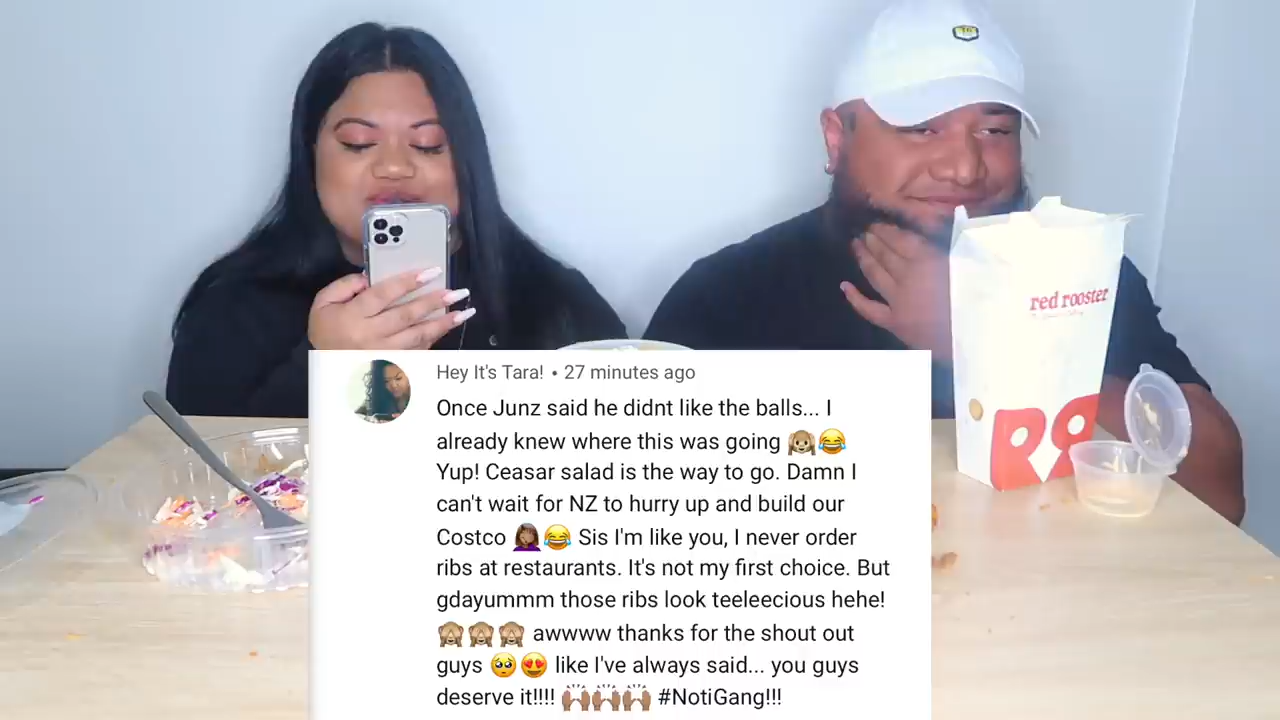 red rooster
RR
Hey It's Tara! • 27 minutes ago
Once Junz said he didnt like the balls... I
already knew where this was going 🙈😂
Yup! Ceasar salad is the way to go. Damn I
can't wait for NZ to hurry up and build our
Costco 🤦🏾‍♀️😂 Sis I'm like you, I never order
ribs at restaurants. It's not my first choice. But
gdayummm those ribs look teeleecious hehe!
🙈🙈🙈 awwww thanks for the shout out
guys 🥺😍 like I've always said... you guys
deserve it!!!! 🙌🏽🙌🏽🙌🏽 #NotiGang!!!